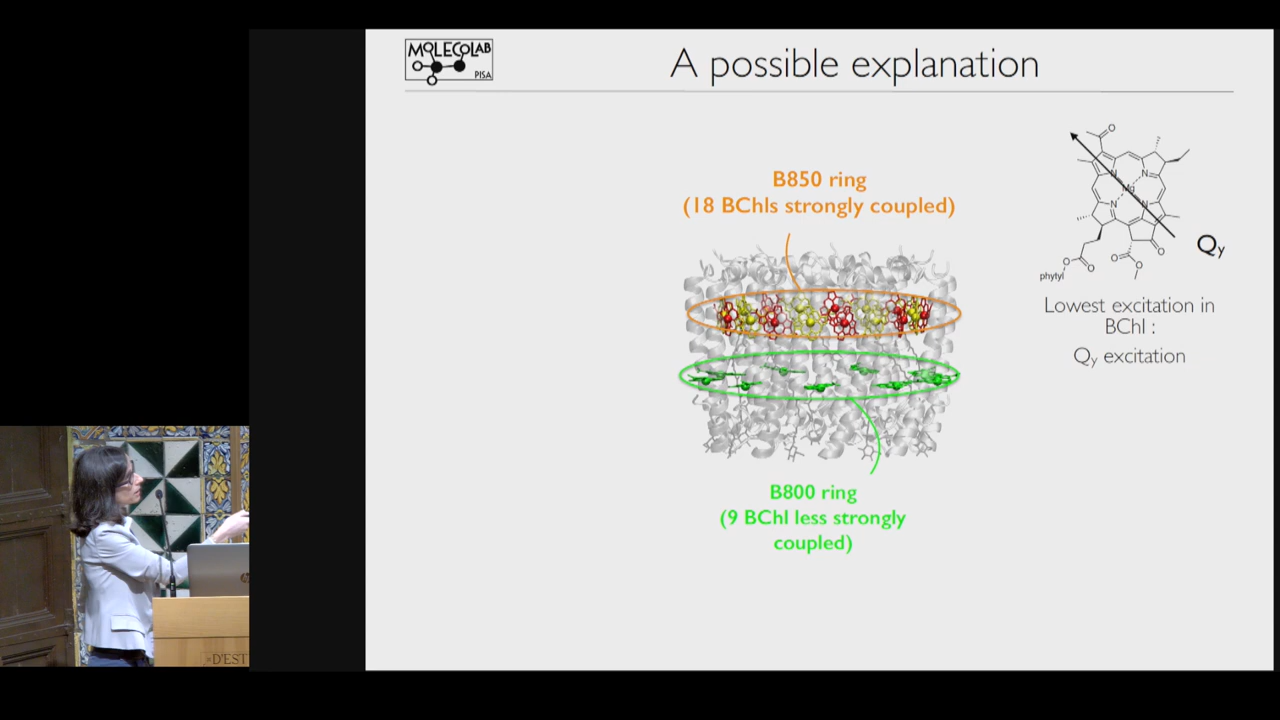 MOLECOLAB
PISA
A possible explanation
B850 ring
(18 BChls strongly coupled)
O
N
N
Mg
N
N
O
O
O
O
O
phytyl
Qy
Lowest excitation in
BChl :
Qy excitation
B800 ring
(9 BChl less strongly
coupled)
D'EST